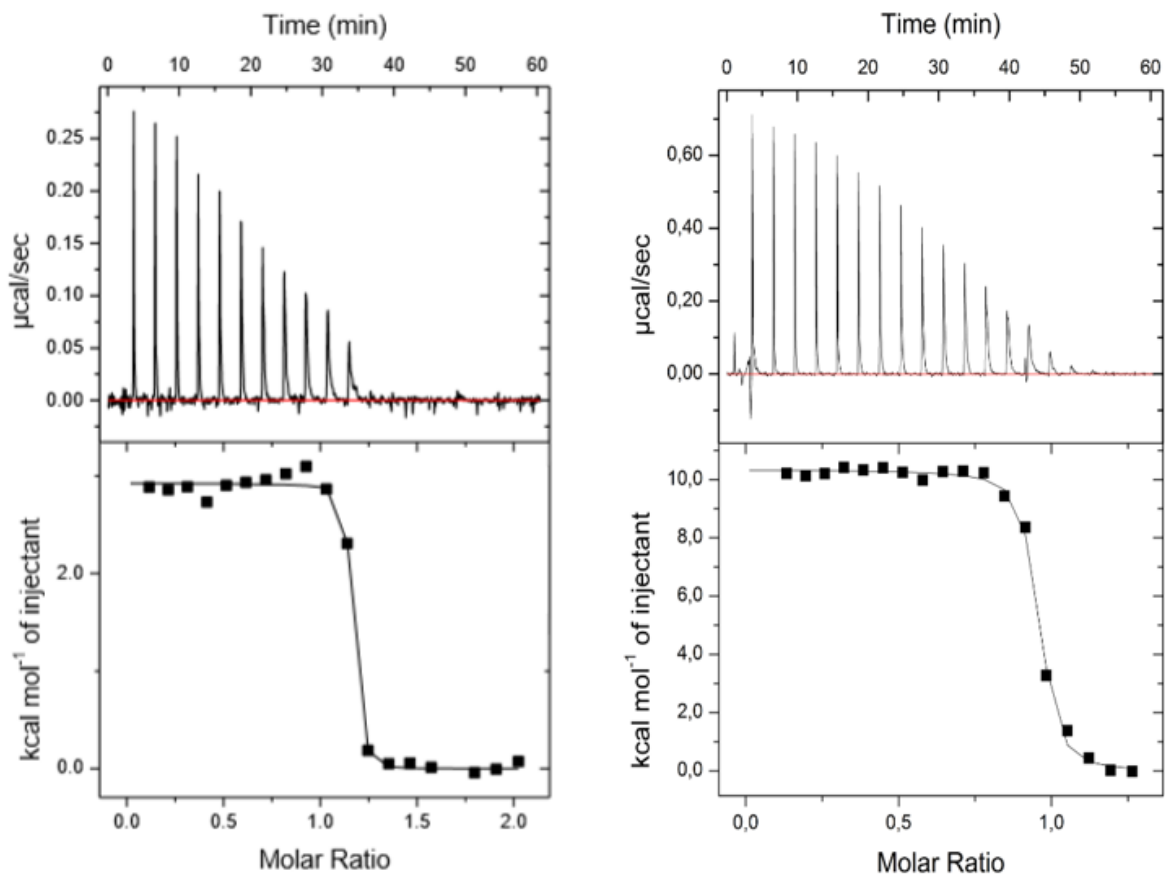 Time (min)
0 10 20 30 40 50 60
0.25
0.20
0.15
0.10
0.05
0.00
µcal/sec
2.0
0.0
kcal mol⁻¹ of injectant
0.0 0.5 1.0 1.5 2.0
Molar Ratio
Time (min)
0 10 20 30 40 50 60
0,60
0,40
0,20
0,00
µcal/sec
10,0
8,0
6,0
4,0
2,0
0,0
kcal mol⁻¹ of injectant
0,0 0,5 1,0
Molar Ratio